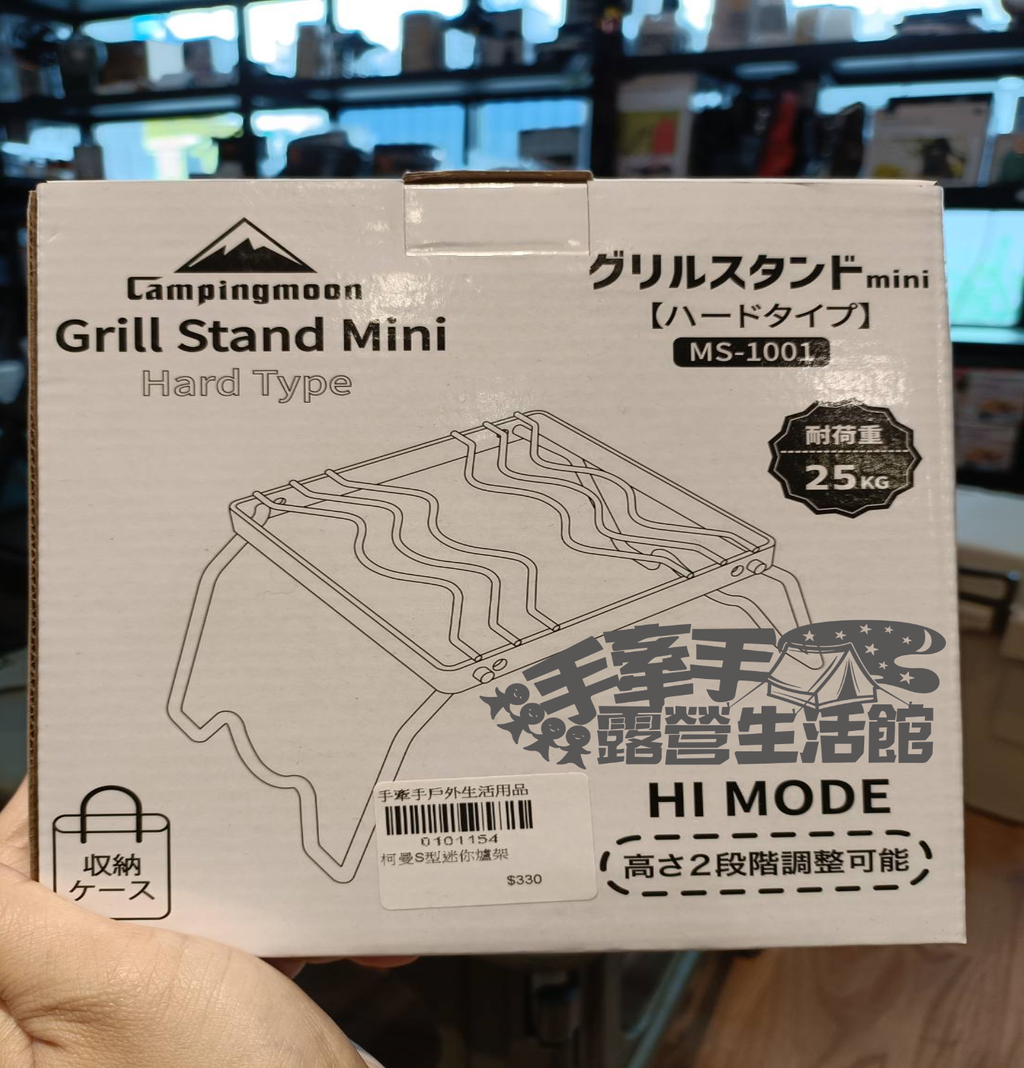 Campingmoon
Grill Stand Mini
Hard Type
グリルスタンドmini
【ハードタイプ】
MS-1001
耐荷重
25KG
手牽手
露營生活館
HI MODE
高さ2段階調整可能
手牽手戶外生活用品
0101154
柯曼S型迷你爐架
$330
収納
ケース